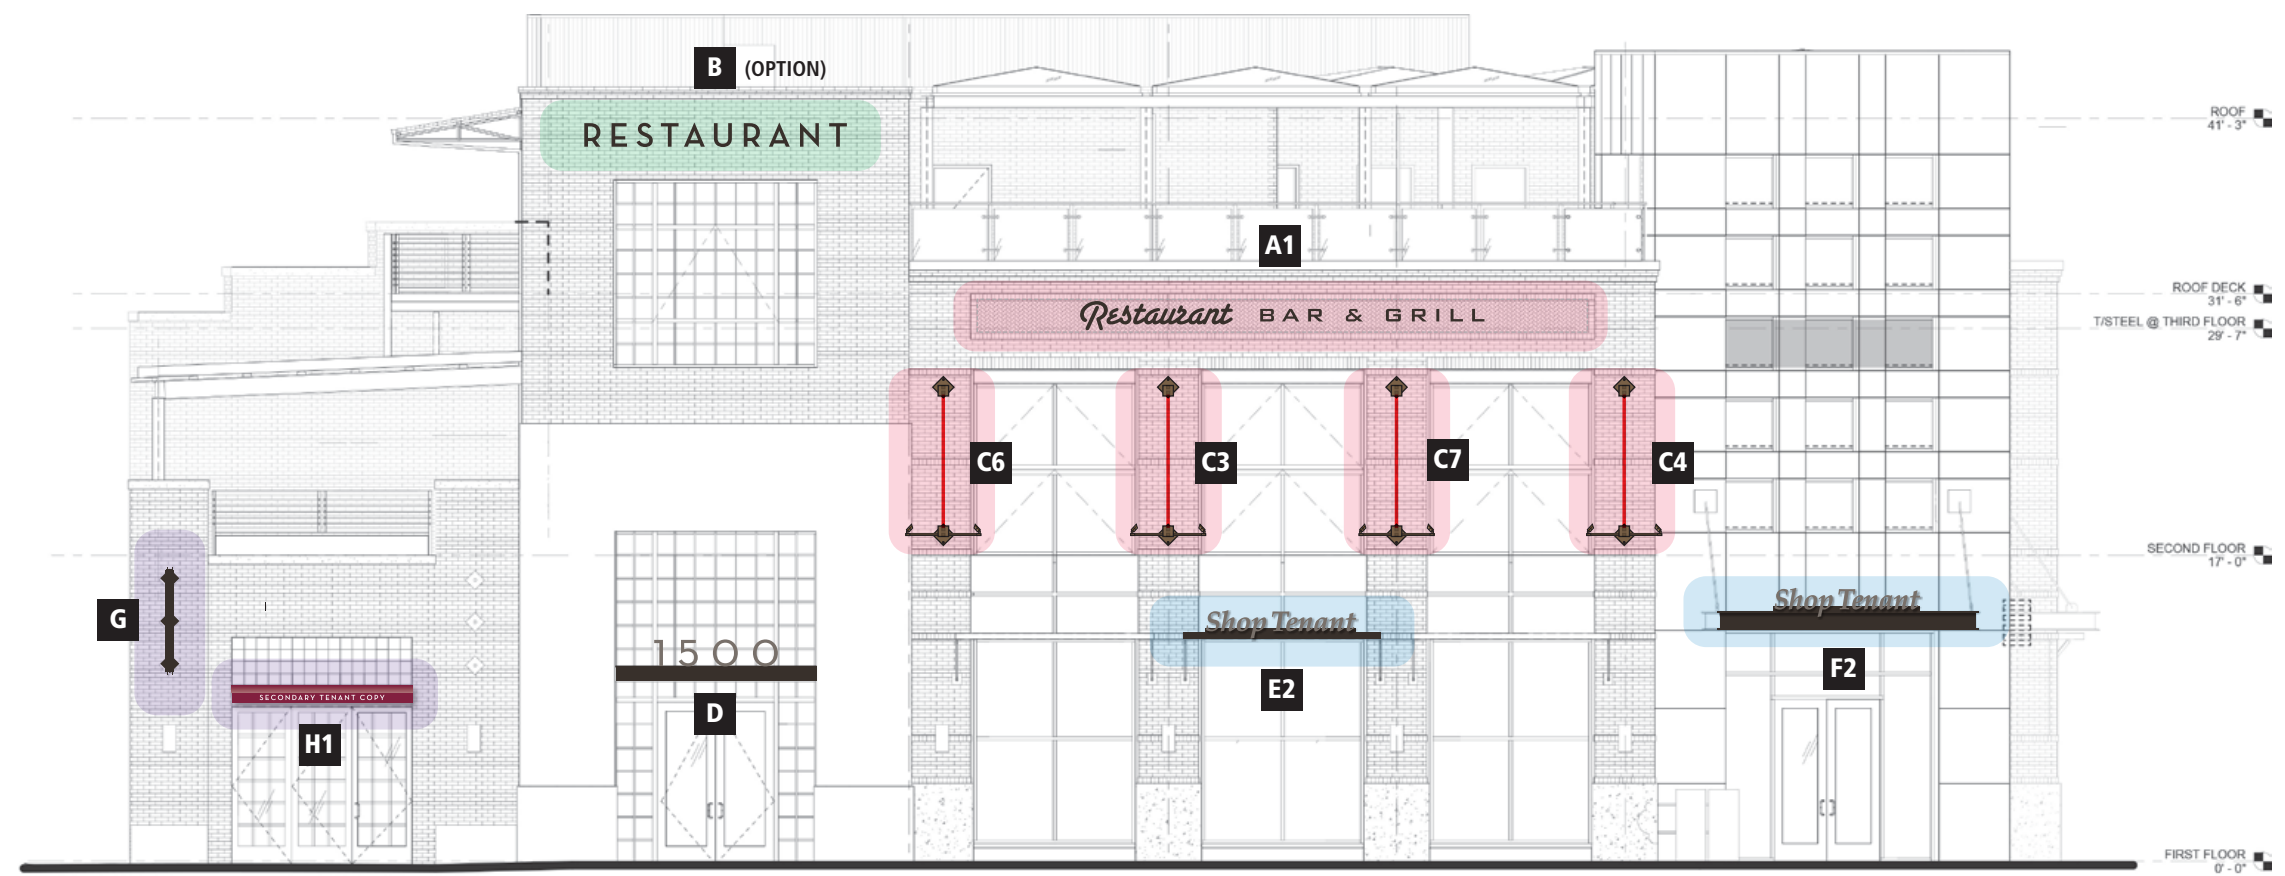 B (OPTION)
RESTAURANT
ROOF
41' - 3"
A1
ROOF DECK
31' - 6"
Restaurant BAR & GRILL
T/STEEL @ THIRD FLOOR
29' - 7"
C6
C3
C7
C4
SECOND FLOOR
17' - 0"
G
Shop Tenant
Shop Tenant
1500
SECONDARY TENANT COPY
E2
F2
D
H1
FIRST FLOOR
0' - 0"